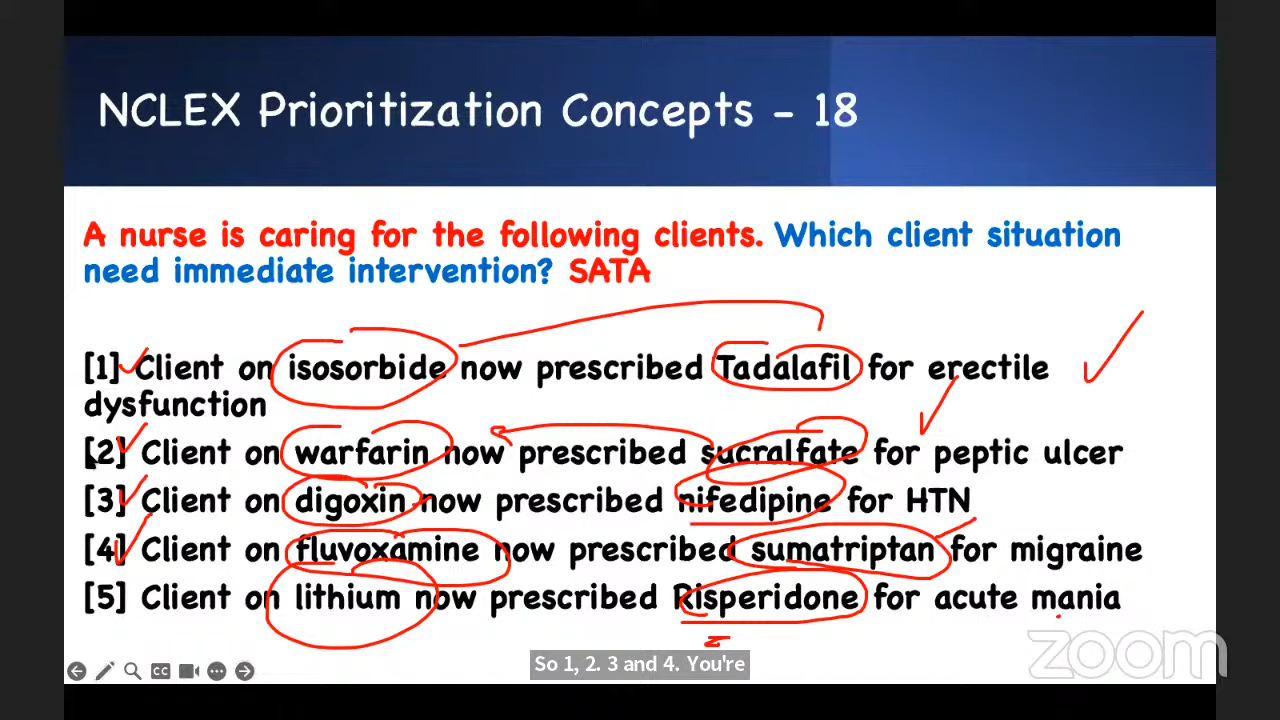 NCLEX Prioritization Concepts - 18
A nurse is caring for the following clients. Which client situation
need immediate intervention? SATA
[1] Client on isosorbide now prescribed Tadalafil for erectile
dysfunction
[2] Client on warfarin now prescribed sucralfate for peptic ulcer
[3] Client on digoxin now prescribed nifedipine for HTN
[4] Client on fluvoxamine now prescribed sumatriptan for migraine
[5] Client on lithium now prescribed Risperidone for acute mania
zoom
CC
So 1, 2. 3 and 4. You're